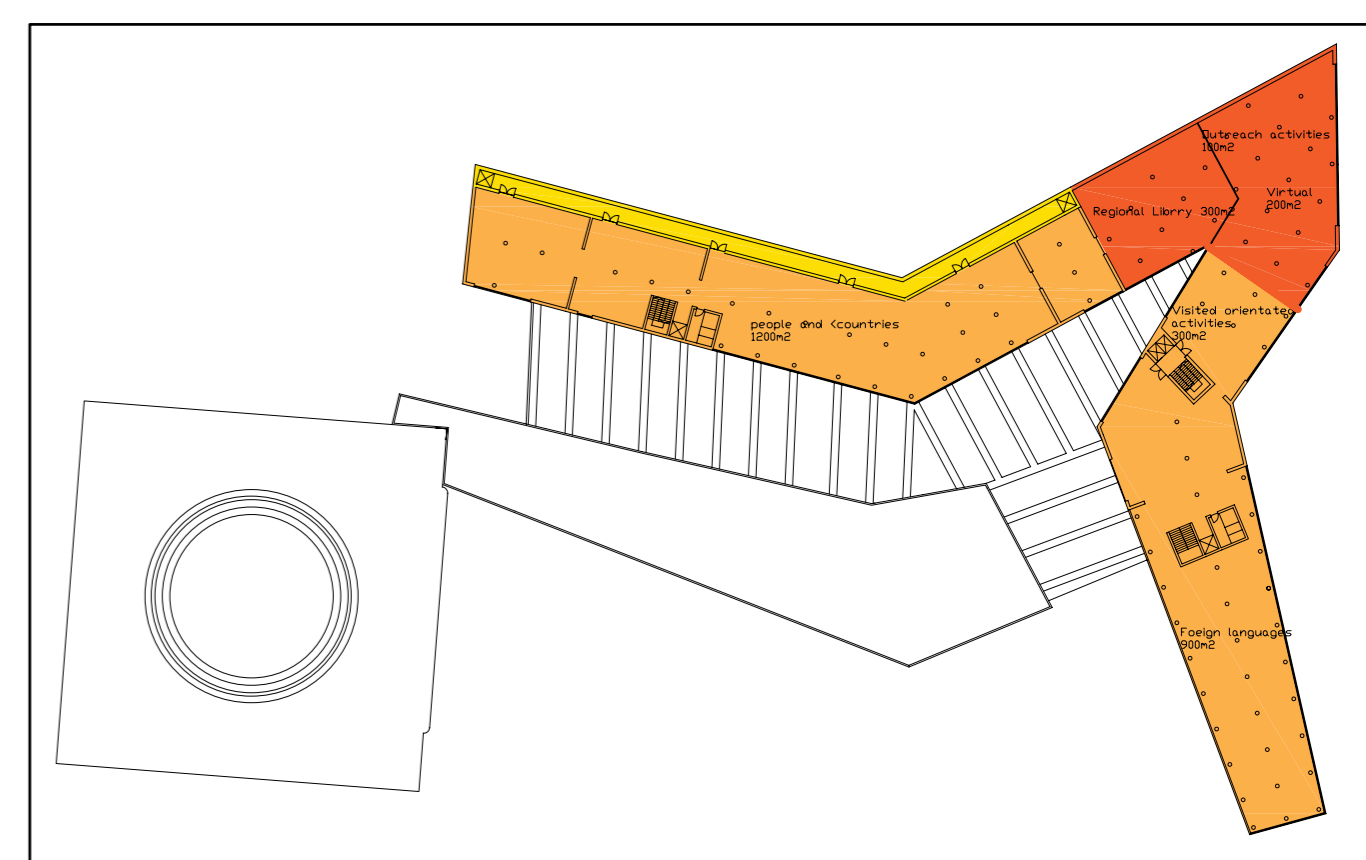 Outreach activities
100m2
Virtual
200m2
Regional Librry 300m2
people and <countries
1200m2
Visited orientated
activities
300m2
Foeign languages
900m2